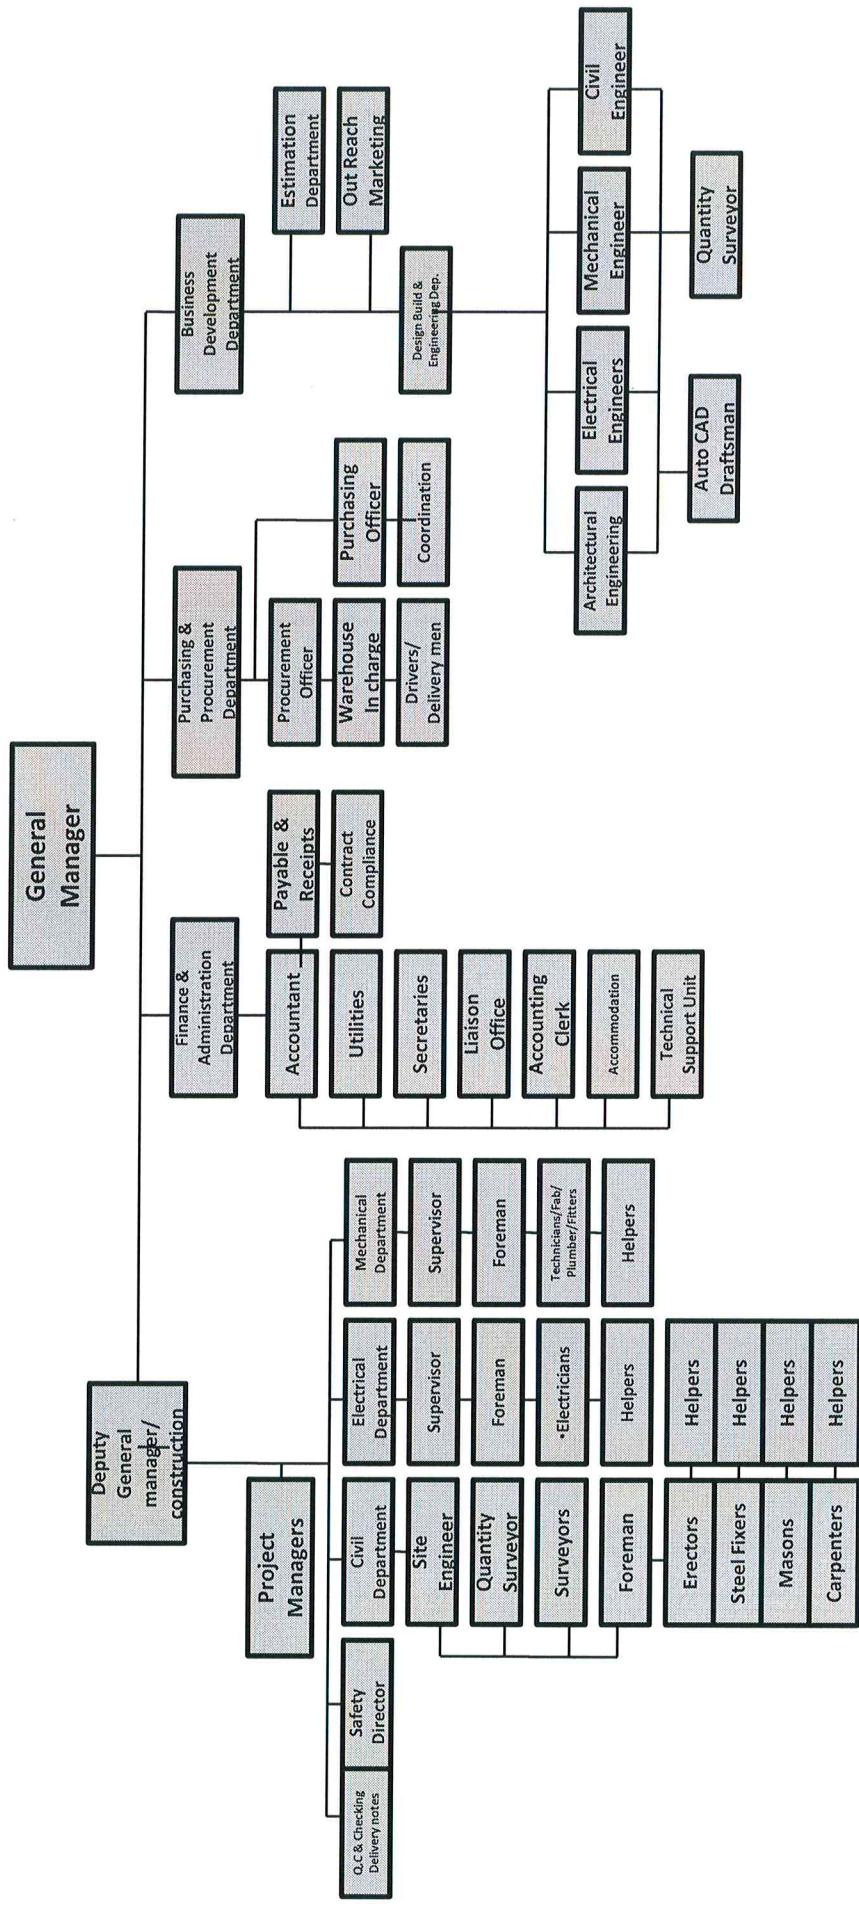 General
Manager
Deputy
General
manager/
construction
Finance &
Administration
Department
Purchasing &
Procurement
Department
Business
Development
Department
Project
Managers
Q.C & Checking
Delivery notes
Safety
Director
Civil
Department
Electrical
Department
Mechanical
Department
Site
Engineer
Supervisor
Supervisor
Quantity
Surveyor
Foreman
Foreman
Surveyors
•Electricians
Technicians/Fab/
Plumber/Fitters
Foreman
Helpers
Helpers
Erectors
Helpers
Steel Fixers
Helpers
Masons
Helpers
Carpenters
Helpers
Accountant
Payable &
Receipts
Utilities
Contract
Compliance
Secretaries
Liaison
Office
Accounting
Clerk
Accommodation
Technical
Support Unit
Procurement
Officer
Warehouse
In charge
Purchasing
Officer
Drivers/
Delivery men
Coordination
Estimation
Department
Out Reach
Marketing
Design Build &
Engineering Dep.
Architectural
Engineering
Electrical
Engineers
Mechanical
Engineer
Civil
Engineer
Auto CAD
Draftsman
Quantity
Surveyor